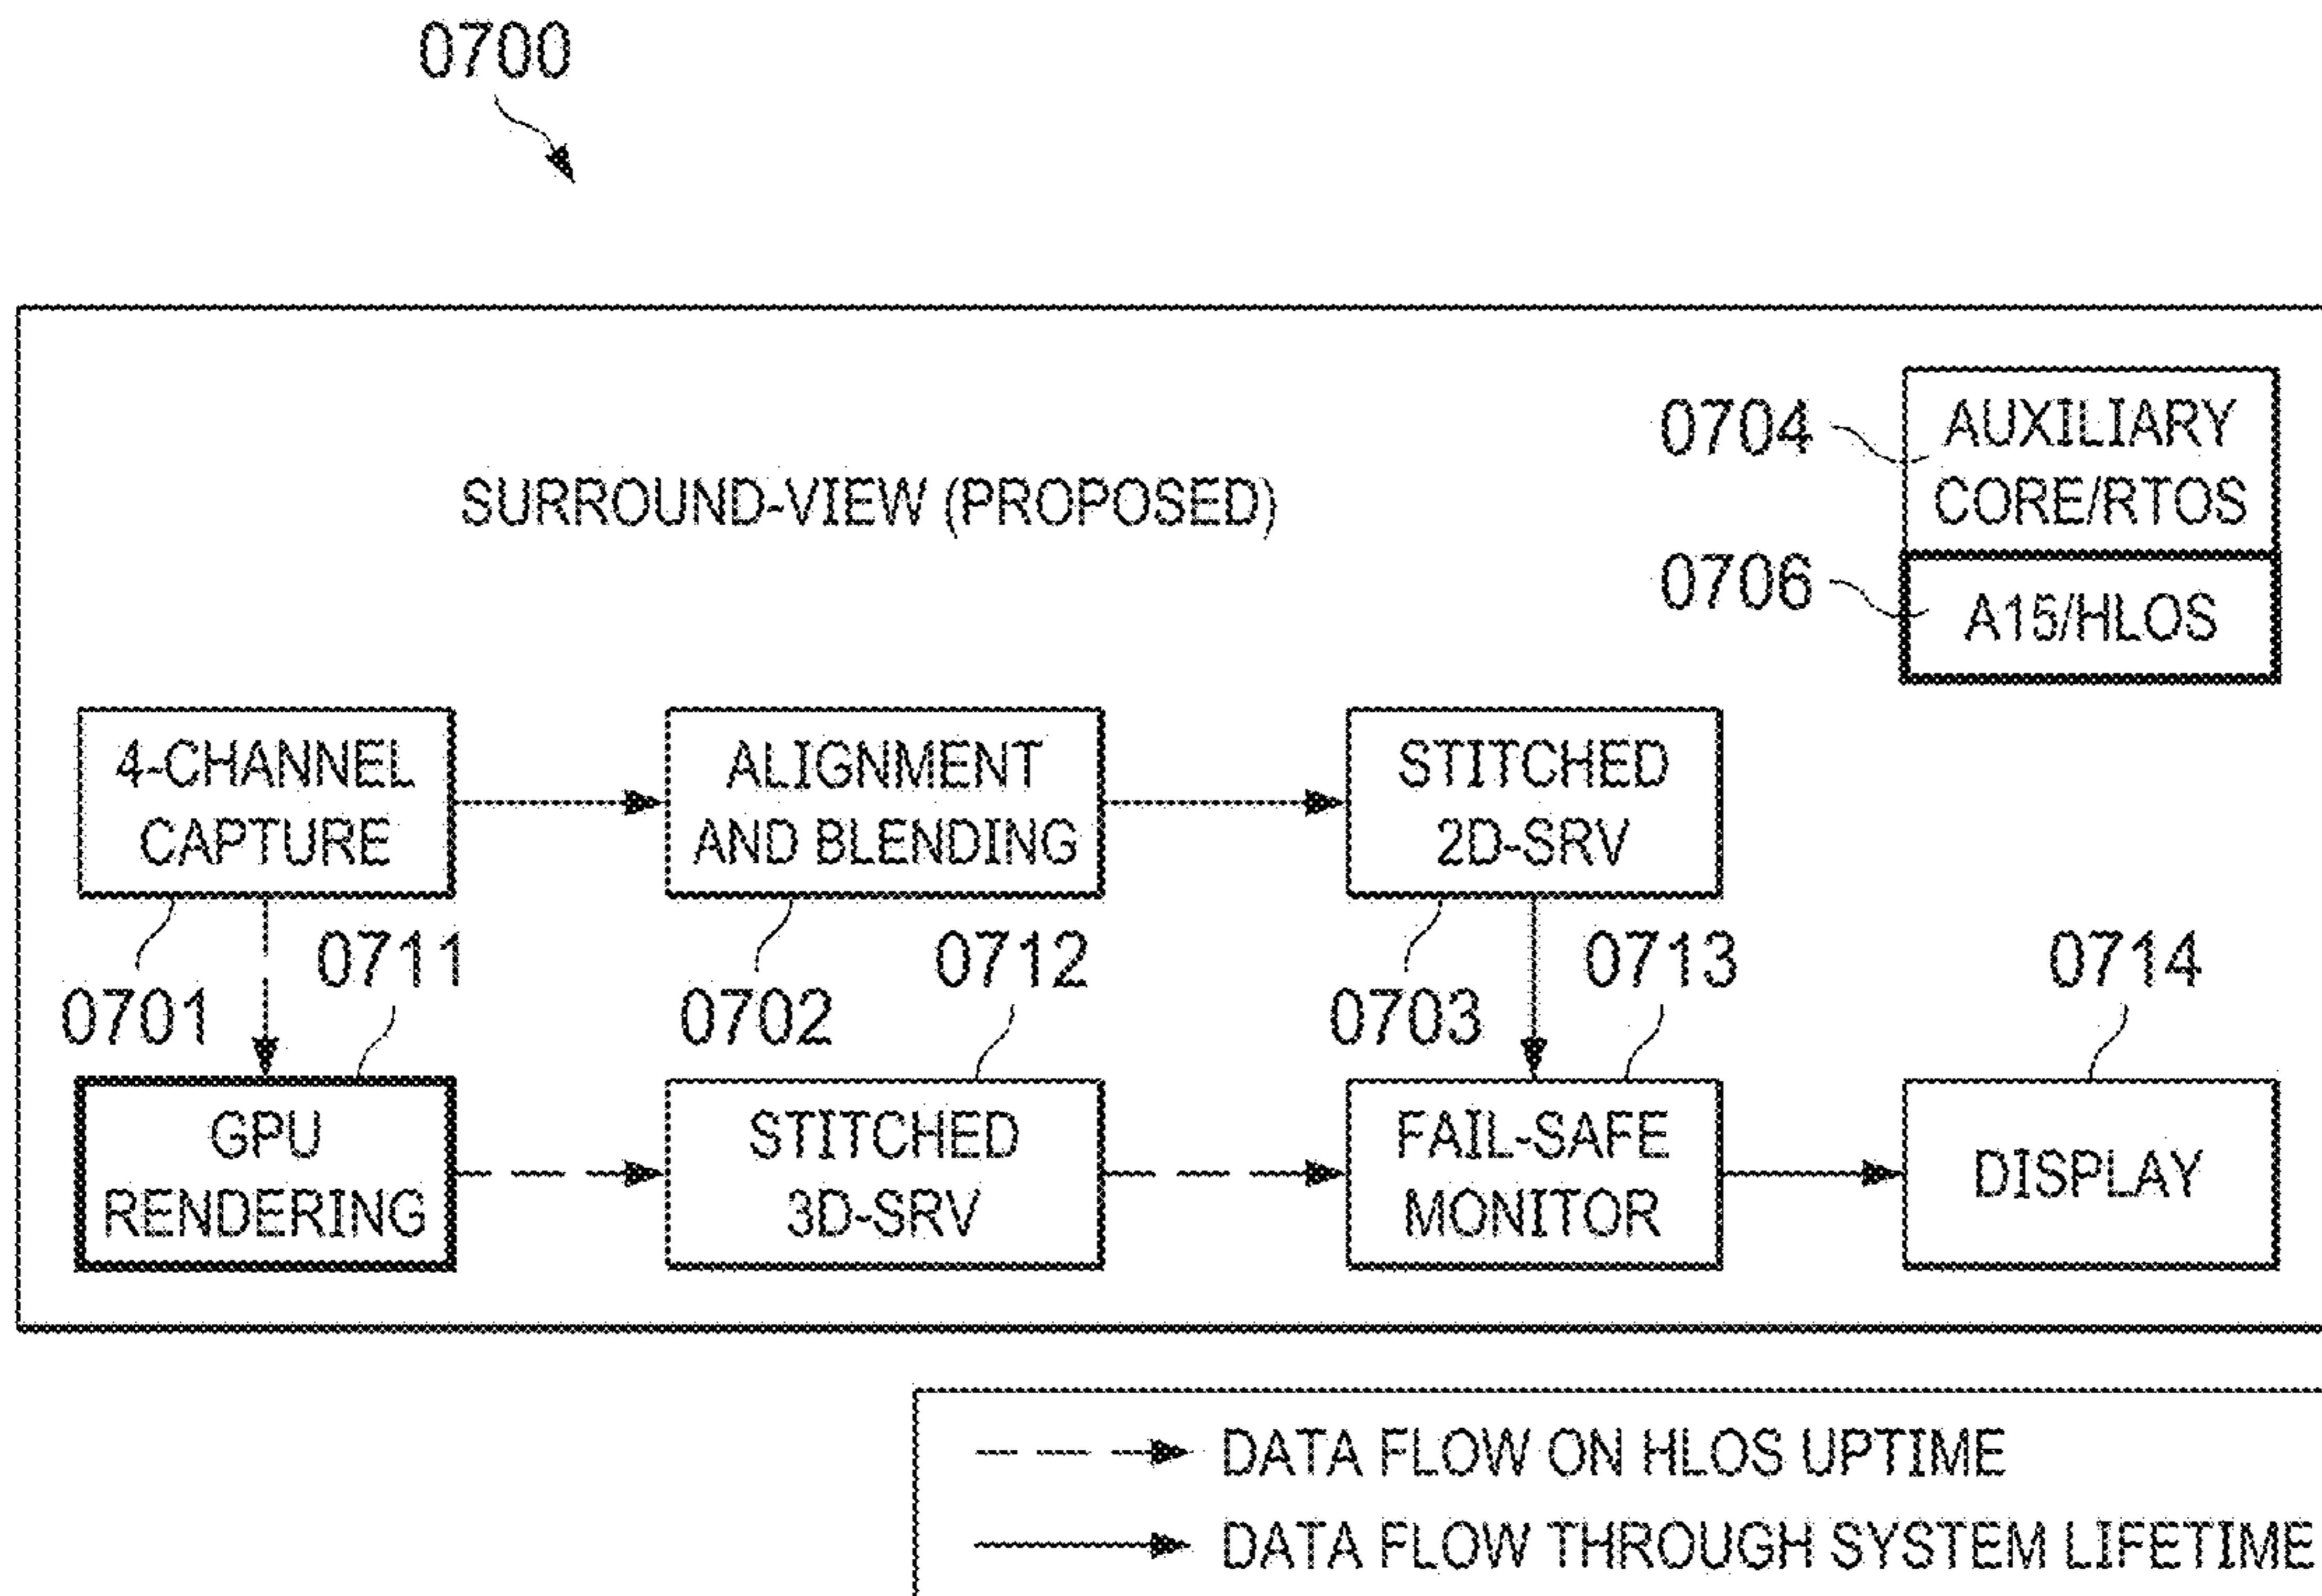 0700
0704
AUXILIARY
CORE/RTOS
SURROUND-VIEW (PROPOSED)
0706
A15/HLOS
4-CHANNEL
CAPTURE
ALIGNMENT
AND BLENDING
STITCHED
2D-SRV
0711
0712
0713
0714
0701
0702
0703
GPU
RENDERING
STITCHED
3D-SRV
FAIL-SAFE
MONITOR
DISPLAY
DATA FLOW ON HLOS UPTIME
DATA FLOW THROUGH SYSTEM LIFETIME